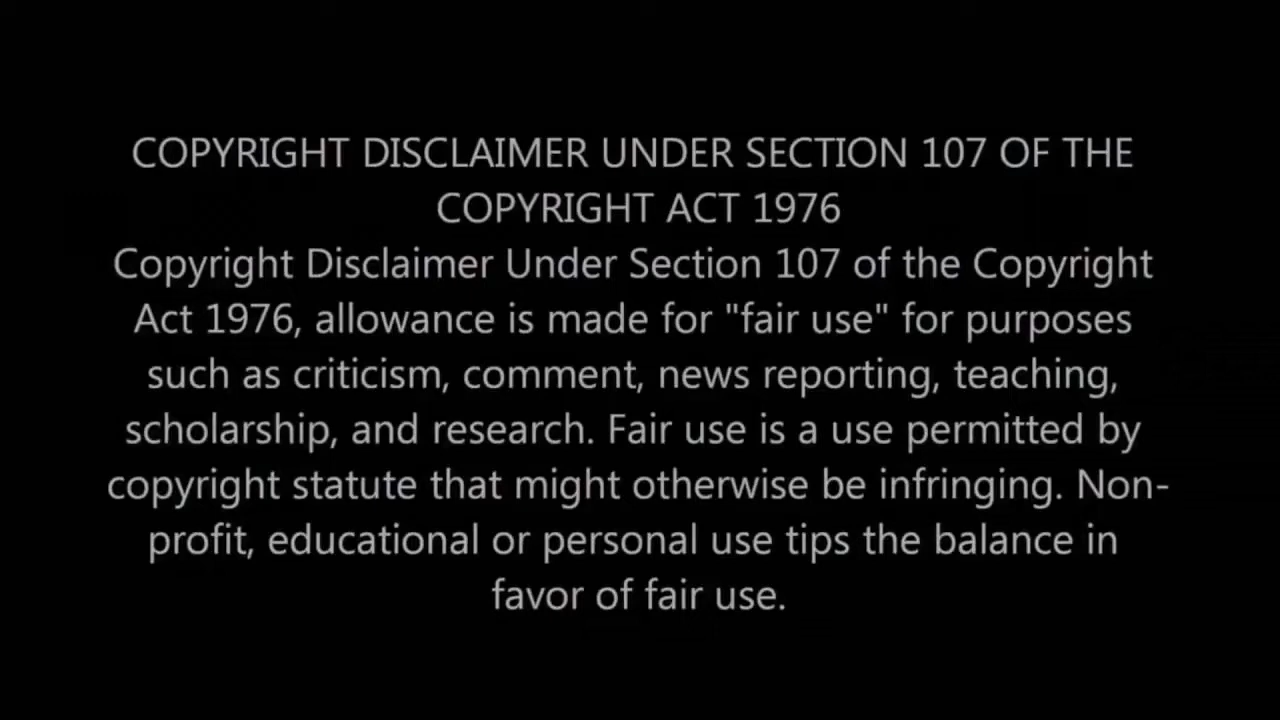 COPYRIGHT DISCLAIMER UNDER SECTION 107 OF THE
COPYRIGHT ACT 1976
Copyright Disclaimer Under Section 107 of the Copyright
Act 1976, allowance is made for "fair use" for purposes
such as criticism, comment, news reporting, teaching,
scholarship, and research. Fair use is a use permitted by
copyright statute that might otherwise be infringing. Non-
profit, educational or personal use tips the balance in
favor of fair use.